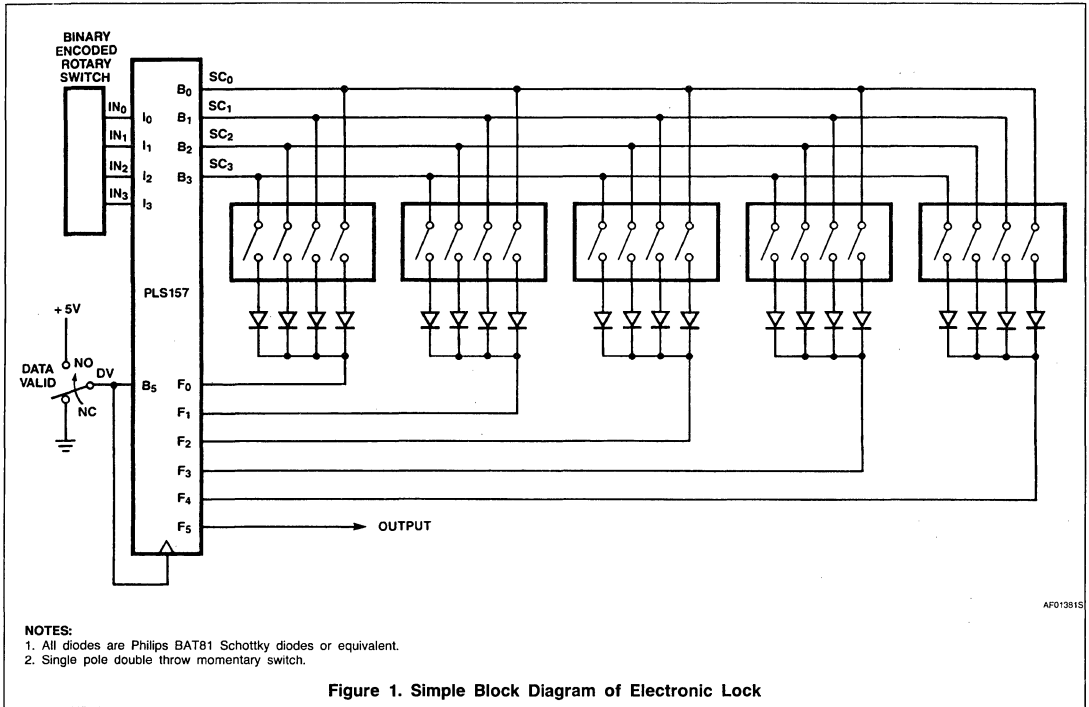 BINARY
ENCODED
ROTARY
SWITCH
IN0
IN1
IN2
IN3
I0
I1
I2
I3
B0
B1
B2
B3
SC0
SC1
SC2
SC3
PLS157
+ 5V
NO
DATA
VALID
DV
NC
B5
F0
F1
F2
F3
F4
F5
OUTPUT
AF01381S
NOTES:
1. All diodes are Philips BAT81 Schottky diodes or equivalent.
2. Single pole double throw momentary switch.
Figure 1. Simple Block Diagram of Electronic Lock